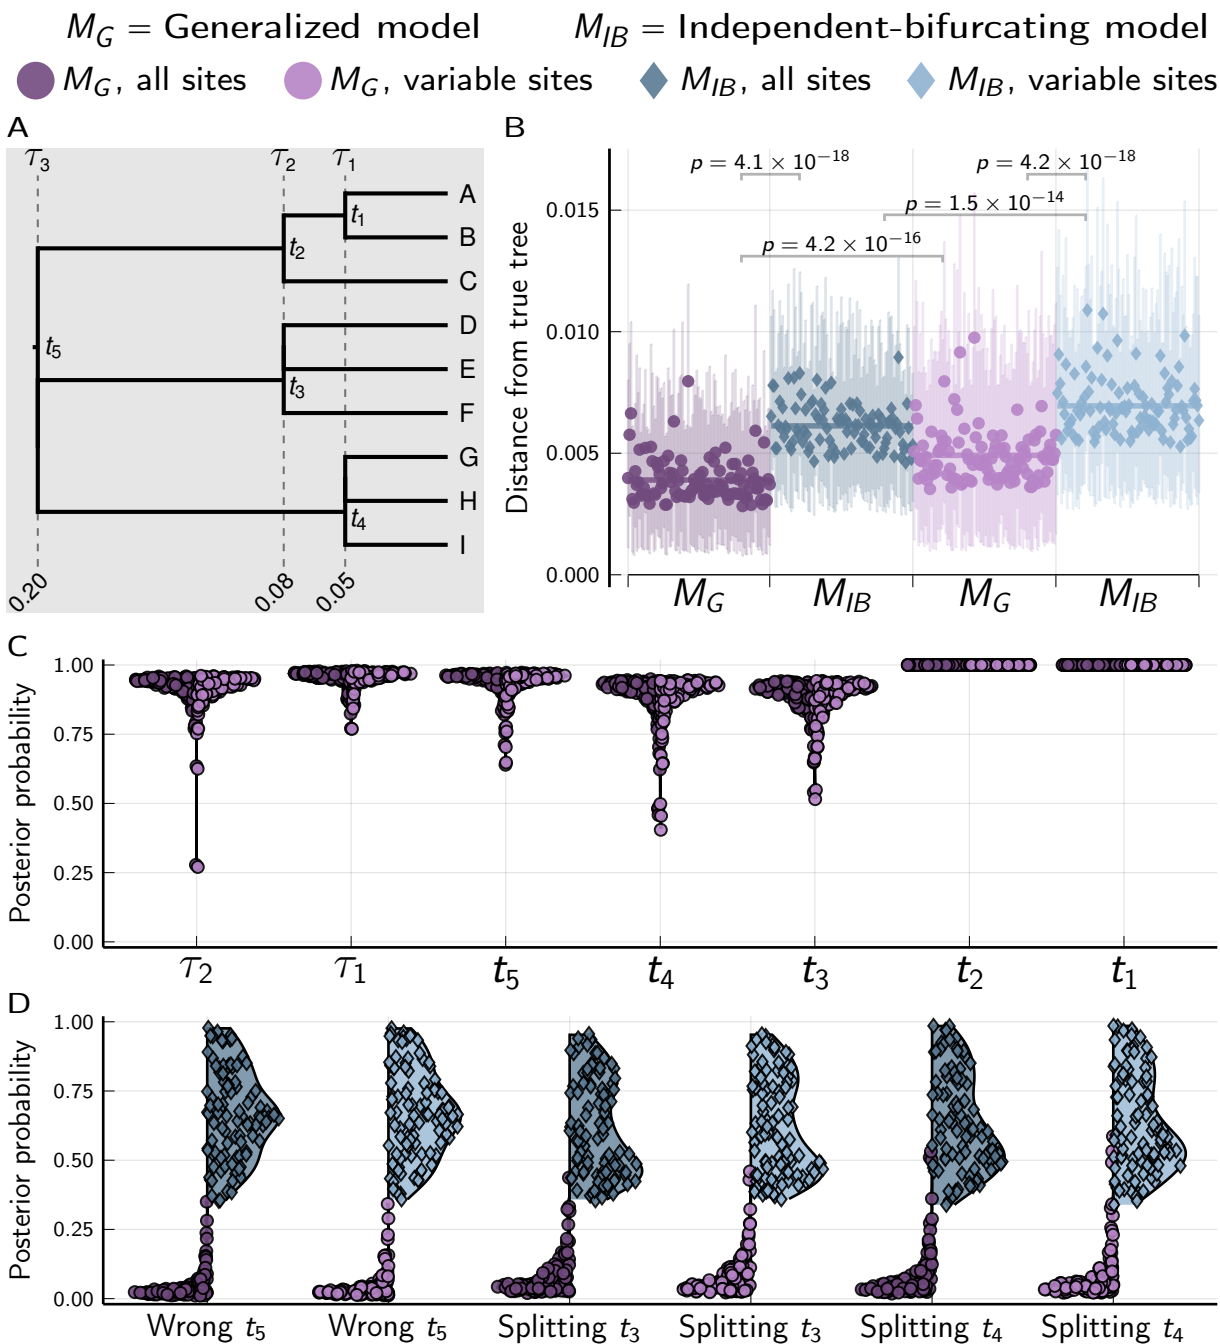 M_G = Generalized model M_IB = Independent-bifurcating model
M_G, all sites M_G, variable sites M_IB, all sites M_IB, variable sites
A
τ3 τ2 τ1
A
t1
B
t2
C
D
t5
E
t3
F
G
H
t4
I
0.20 0.08 0.05
B
Distance from true tree
0.015
0.010
0.005
0.000
p = 4.1 × 10−18
p = 4.2 × 10−18
p = 1.5 × 10−14
p = 4.2 × 10−16
M_G M_IB M_G M_IB
C
Posterior probability
1.00
0.75
0.50
0.25
0.00
τ2 τ1 t5 t4 t3 t2 t1
D
Posterior probability
1.00
0.75
0.50
0.25
0.00
Wrong t5 Wrong t5 Splitting t3 Splitting t3 Splitting t4 Splitting t4